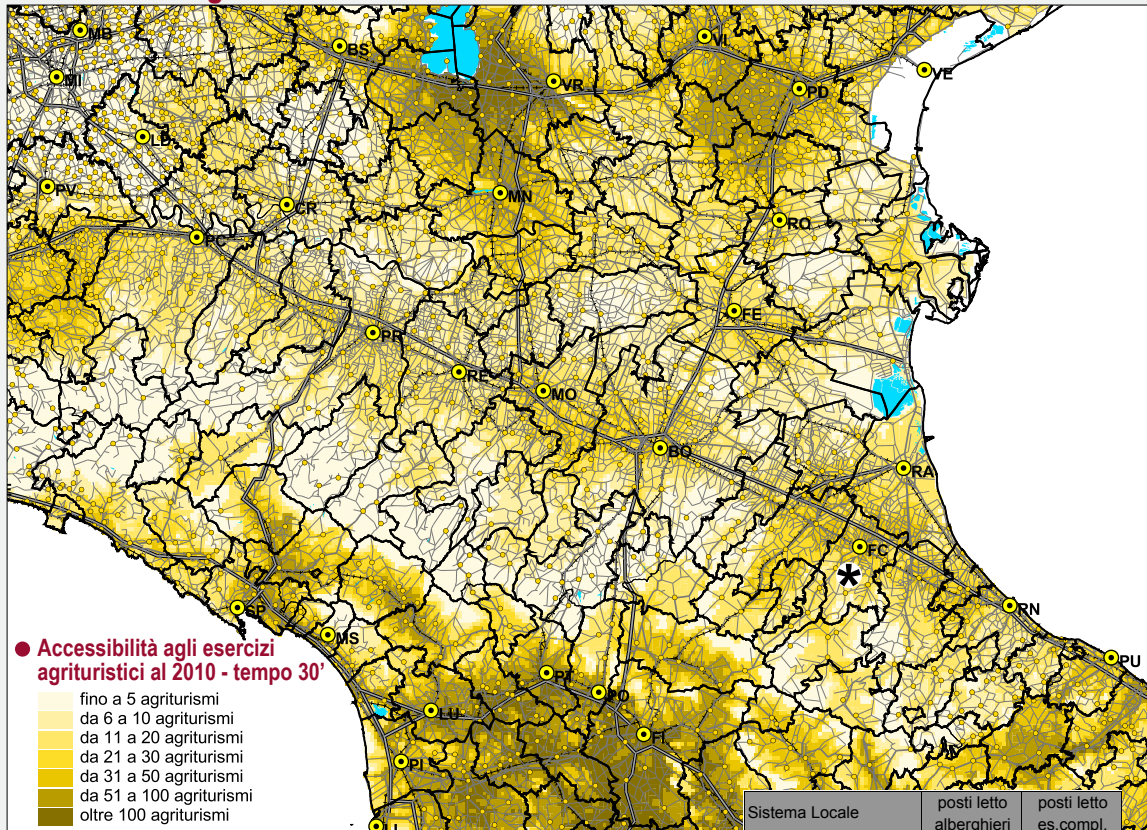 MB
BS
VI
MI
VR
PD
VE
LD
PV
MN
CR
RO
PC
FE
PR
RE
MO
BO
RA
FC
*
SP
RN
MS
PU
● Accessibilità agli esercizi
agrituristici al 2010 - tempo 30’
fino a 5 agriturismi
da 6 a 10 agriturismi
da 11 a 20 agriturismi
da 21 a 30 agriturismi
da 31 a 50 agriturismi
da 51 a 100 agriturismi
oltre 100 agriturismi
PT
PO
LU
FI
PI
LI
Sistema Locale
posti letto
alberghieri
posti letto
es.compl.